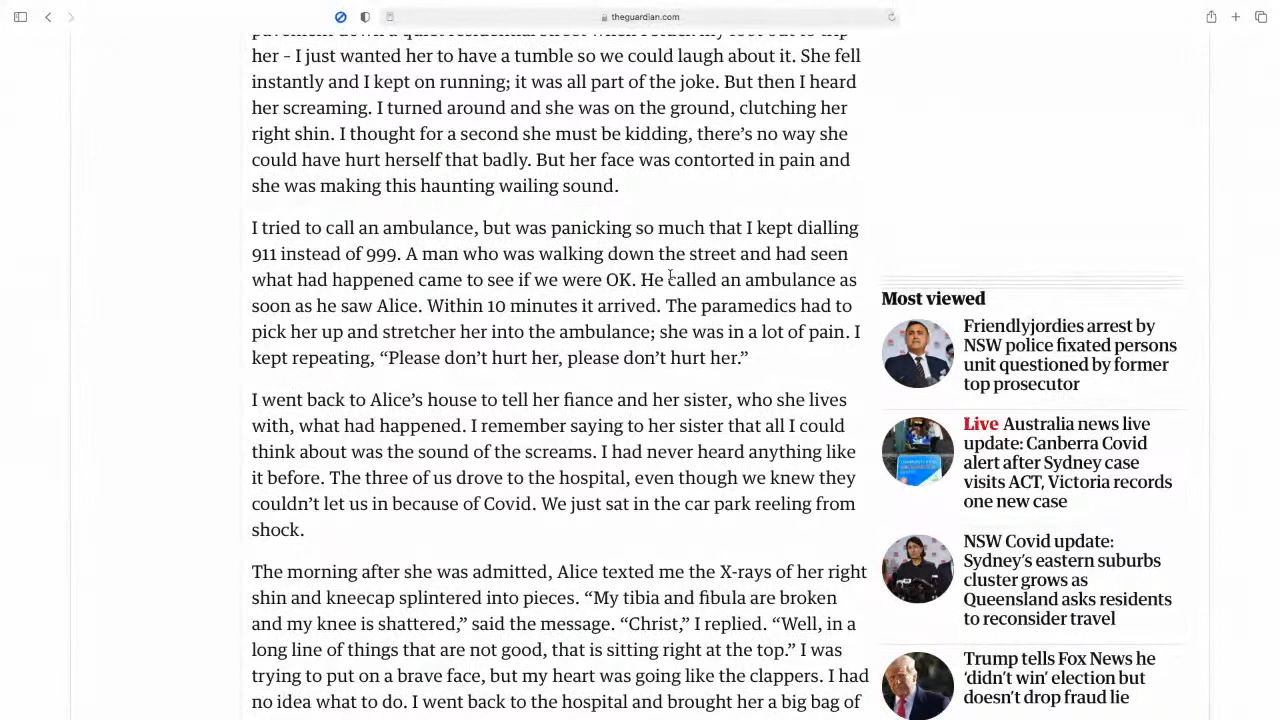 theguardian.com
her – I just wanted her to have a tumble so we could laugh about it. She fell
instantly and I kept on running; it was all part of the joke. But then I heard
her screaming. I turned around and she was on the ground, clutching her
right shin. I thought for a second she must be kidding, there’s no way she
could have hurt herself that badly. But her face was contorted in pain and
she was making this haunting wailing sound.
I tried to call an ambulance, but was panicking so much that I kept dialling
911 instead of 999. A man who was walking down the street and had seen
what had happened came to see if we were OK. He called an ambulance as
soon as he saw Alice. Within 10 minutes it arrived. The paramedics had to
pick her up and stretcher her into the ambulance; she was in a lot of pain. I
kept repeating, “Please don’t hurt her, please don’t hurt her.”
I went back to Alice’s house to tell her fiance and her sister, who she lives
with, what had happened. I remember saying to her sister that all I could
think about was the sound of the screams. I had never heard anything like
it before. The three of us drove to the hospital, even though we knew they
couldn’t let us in because of Covid. We just sat in the car park reeling from
shock.
The morning after she was admitted, Alice texted me the X-rays of her right
shin and kneecap splintered into pieces. “My tibia and fibula are broken
and my knee is shattered,” said the message. “Christ,” I replied. “Well, in a
long line of things that are not good, that is sitting right at the top.” I was
trying to put on a brave face, but my heart was going like the clappers. I had
no idea what to do. I went back to the hospital and brought her a big bag of
Most viewed
Friendlyjordies arrest by
NSW police fixated persons
unit questioned by former
top prosecutor
Live Australia news live
update: Canberra Covid
alert after Sydney case
visits ACT, Victoria records
one new case
NSW Covid update:
Sydney’s eastern suburbs
cluster grows as
Queensland asks residents
to reconsider travel
Trump tells Fox News he
‘didn’t win’ election but
doesn’t drop fraud lie